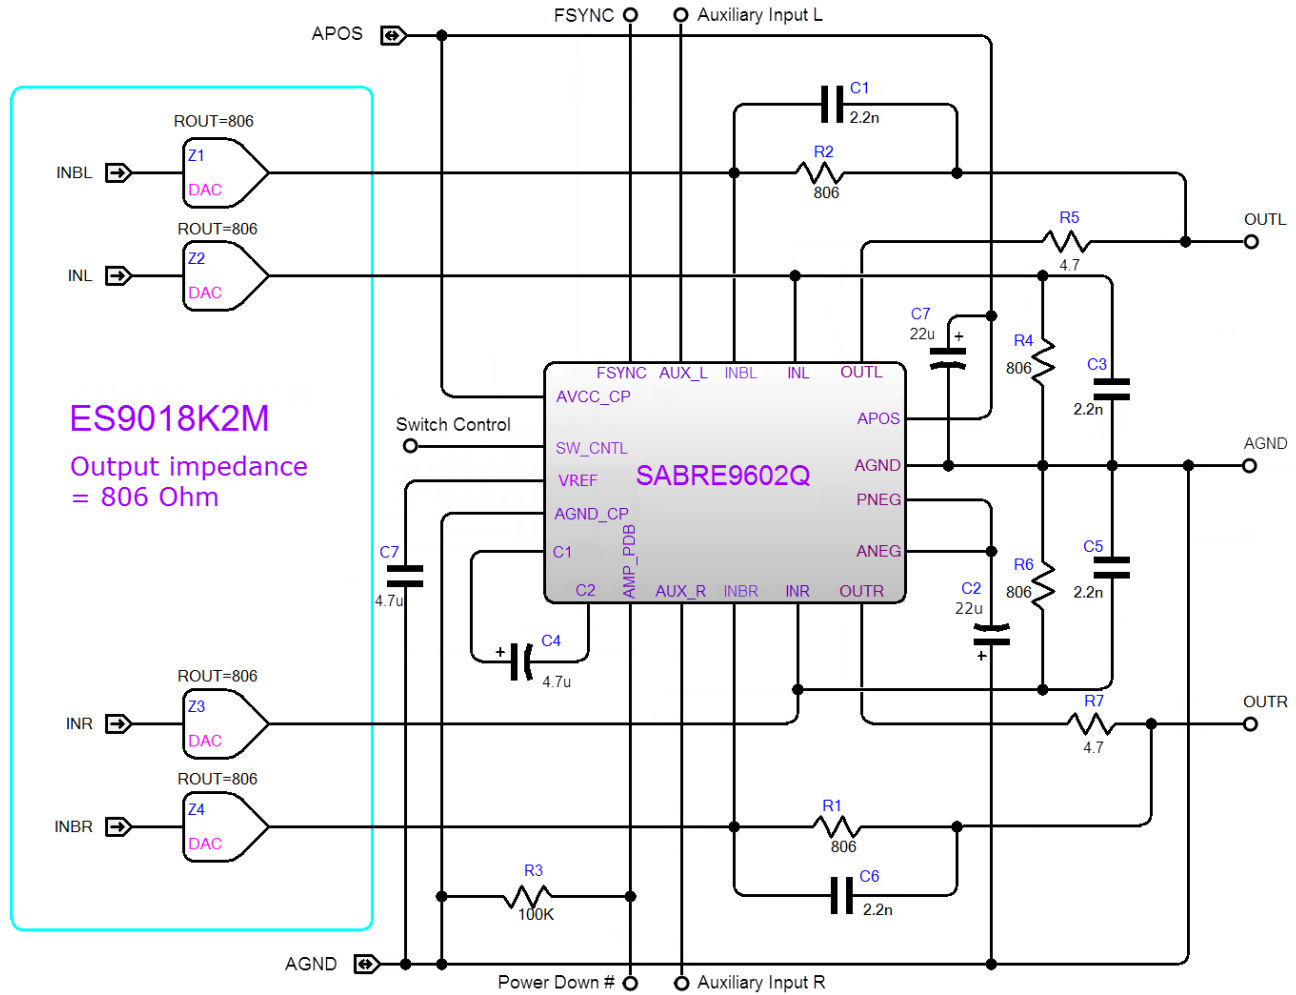 FSYNC
Auxiliary Input L
APOS
C1
2.2n
ROUT=806
Z1
DAC
INBL
R2
806
R5
4.7
OUTL
ROUT=806
Z2
DAC
INL
C7
22u
+
R4
806
C3
2.2n
FSYNC AUX_L INBL INL OUTL
AVCC_CP
APOS
ES9018K2M
Output impedance
= 806 Ohm
Switch Control
SW_CNTL
AGND
AGND
SABRE9602Q
VREF
PNEG
AGND_CP
C1
ANEG
AMP_PDB
C2 AUX_R INBR INR OUTR
C7
4.7u
R6
806
C5
2.2n
C2
22u
+
C4
+
4.7u
ROUT=806
Z3
DAC
INR
R7
4.7
OUTR
ROUT=806
Z4
DAC
INBR
R1
806
R3
100K
C6
2.2n
AGND
Power Down #
Auxiliary Input R